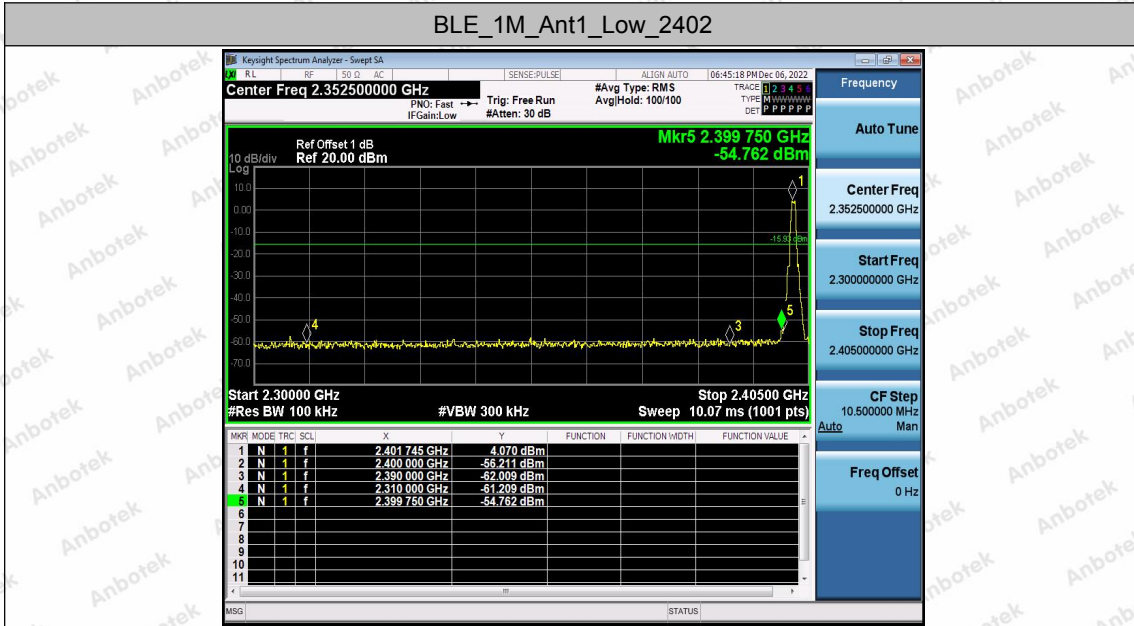 BLE_1M_Ant1_Low_2402
Keysight Spectrum Analyzer - Swept SA
LXI RL RF 50 Ω AC SENSE:PULSE ALIGN AUTO 06:45:18 PM Dec 06, 2022
Center Freq 2.352500000 GHz
PNO: Fast
IFGain:Low
Trig: Free Run
#Atten: 30 dB
#Avg Type: RMS
Avg|Hold: 100/100
TRACE 1 2 3 4 5 6
TYPE M WWWWW
DET P P P P P P
Frequency
Mkr5 2.399 750 GHz
-54.762 dBm
Ref Offset 1 dB
10 dB/div Ref 20.00 dBm
Log
10.0
0.00
-10.0
-20.0
-30.0
-40.0
-50.0
-60.0
-70.0
1
-15.93 dBm
5
3
4
Start 2.30000 GHz Stop 2.40500 GHz
#Res BW 100 kHz #VBW 300 kHz Sweep 10.07 ms (1001 pts)
MKR MODE TRC SCL X Y FUNCTION FUNCTION WIDTH FUNCTION VALUE
1 N 1 f 2.401 745 GHz 4.070 dBm
2 N 1 f 2.400 000 GHz -56.211 dBm
3 N 1 f 2.390 000 GHz -62.009 dBm
4 N 1 f 2.310 000 GHz -61.209 dBm
5 N 1 f 2.399 750 GHz -54.762 dBm
6
7
8
9
10
11
MSG STATUS
Auto Tune
Center Freq
2.352500000 GHz
Start Freq
2.300000000 GHz
Stop Freq
2.405000000 GHz
CF Step
10.500000 MHz
Auto Man
Freq Offset
0 Hz
Anbotek